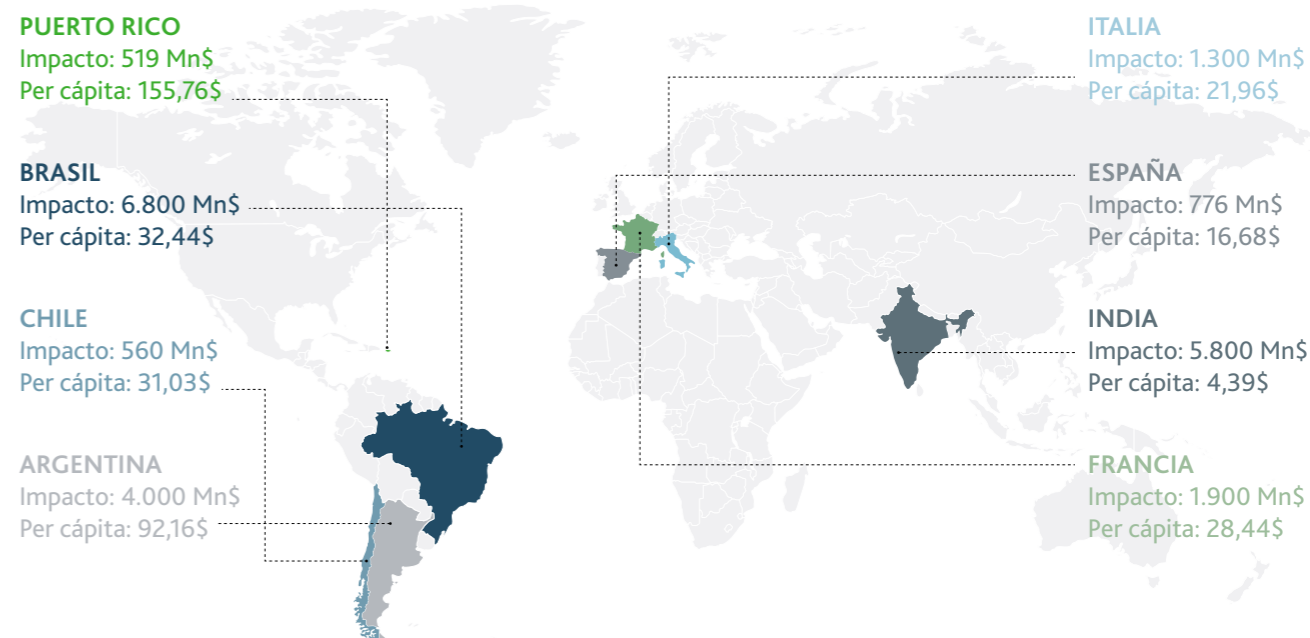 PUERTO RICO
Impacto: 519 Mn$
Per cápita: 155,76$
BRASIL
Impacto: 6.800 Mn$
Per cápita: 32,44$
CHILE
Impacto: 560 Mn$
Per cápita: 31,03$
ARGENTINA
Impacto: 4.000 Mn$
Per cápita: 92,16$
ITALIA
Impacto: 1.300 Mn$
Per cápita: 21,96$
ESPAÑA
Impacto: 776 Mn$
Per cápita: 16,68$
INDIA
Impacto: 5.800 Mn$
Per cápita: 4,39$
FRANCIA
Impacto: 1.900 Mn$
Per cápita: 28,44$